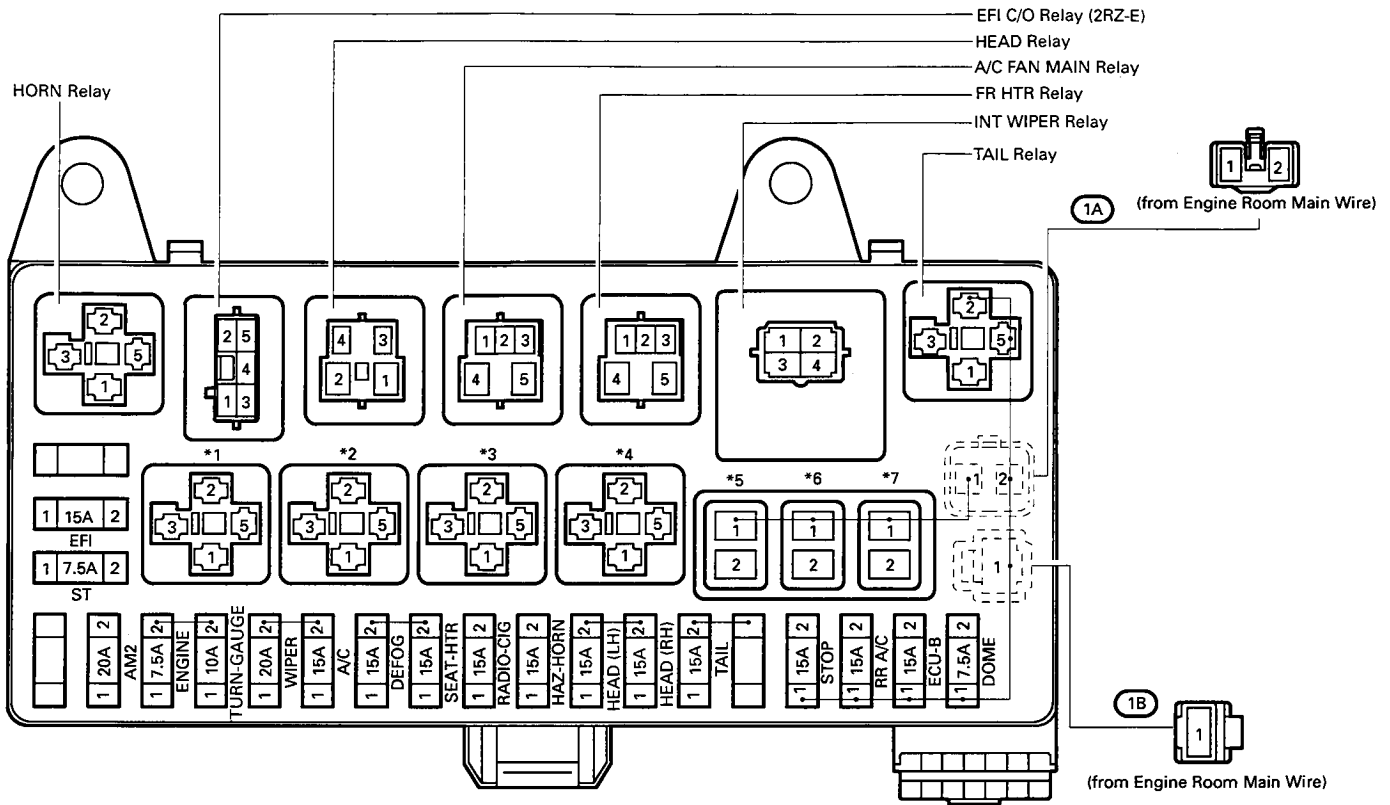 EFI C/O Relay (2RZ-E)
HEAD Relay
A/C FAN MAIN Relay
FR HTR Relay
INT WIPER Relay
TAIL Relay
HORN Relay
1 2
(from Engine Room Main Wire)
1A
2
3 5
1
2 5
4
1 3
4 3
2 1
1 2 3
4 5
1 2 3
4 5
1 2
3 4
2
3 5
1
*1
*2
*3
*4
*5
*6
*7
2
3 5
1
2
3 5
1
2
3 5
1
2
3 5
1
1
2
1
2
1
2
1 2
1
1 15A 2
EFI
1 7.5A 2
ST
1 20A 2
AM2
1 7.5A 2
ENGINE
1 10A 2
TURN-GAUGE
1 20A 2
WIPER
1 15A 2
A/C
1 15A 2
DEFOG
1 15A 2
SEAT-HTR
1 15A 2
RADIO-CIG
1 15A 2
HAZ-HORN
1 15A 2
HEAD (LH)
1 15A 2
HEAD (RH)
1 15A 2
TAIL
1 15A 2
STOP
1 15A 2
RR A/C
1 15A 2
ECU-B
1 7.5A 2
DOME
1B
1
(from Engine Room Main Wire)